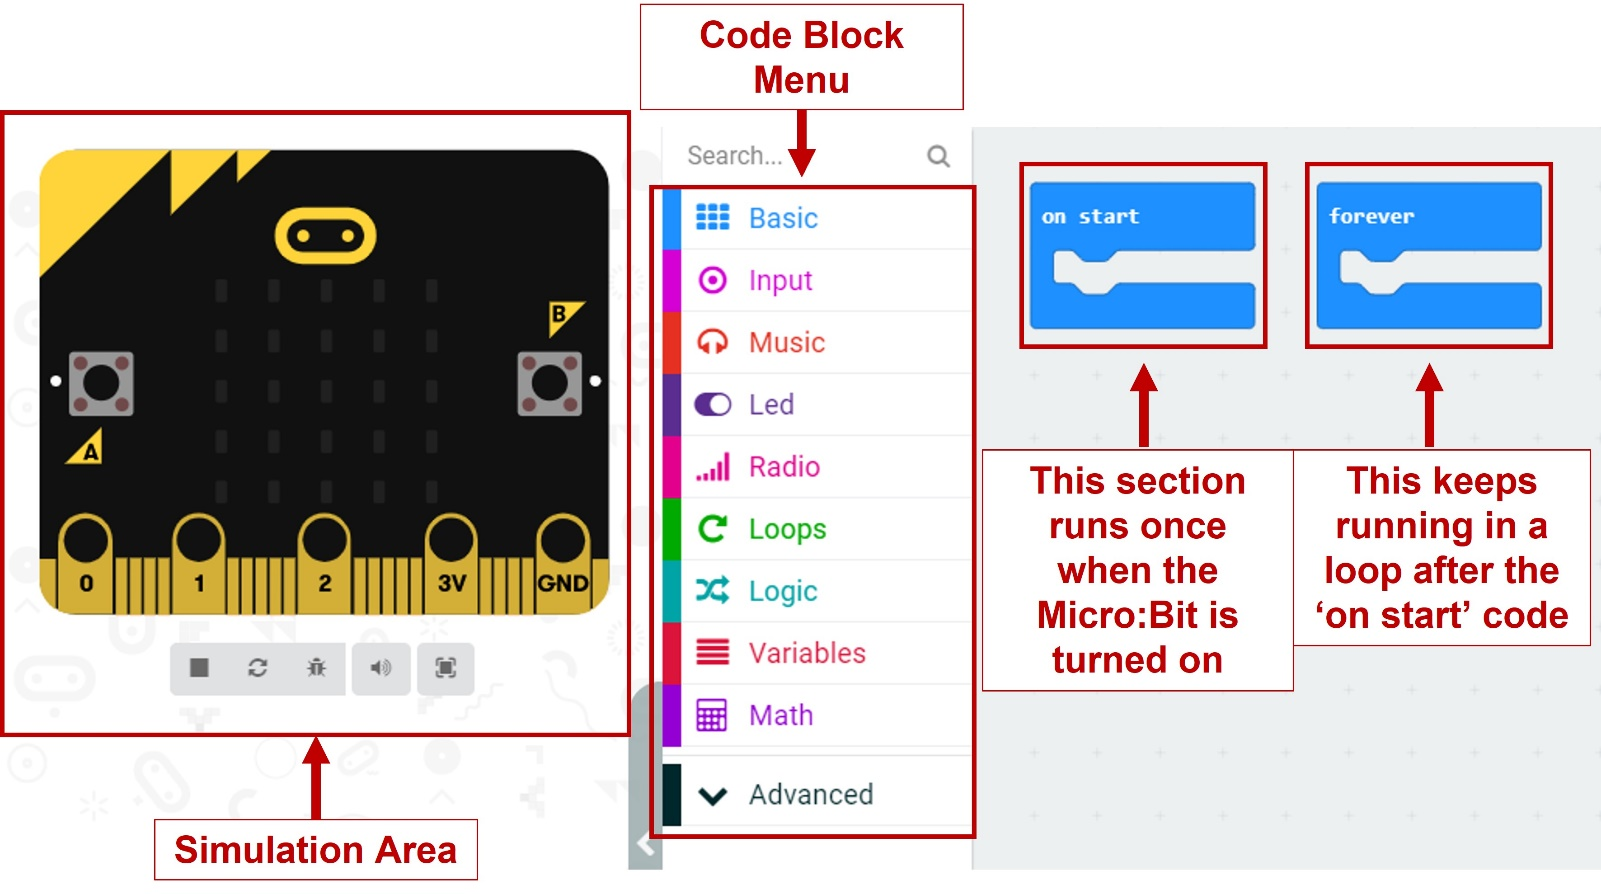 Code Block
Menu
Search...
Basic
Input
Music
Led
Radio
Loops
Logic
Variables
Math
Advanced
B
A
0
1
2
3V
GND
Simulation Area
on start
forever
This section
runs once
when the
Micro:Bit is
turned on
This keeps
running in a
loop after the
‘on start’ code